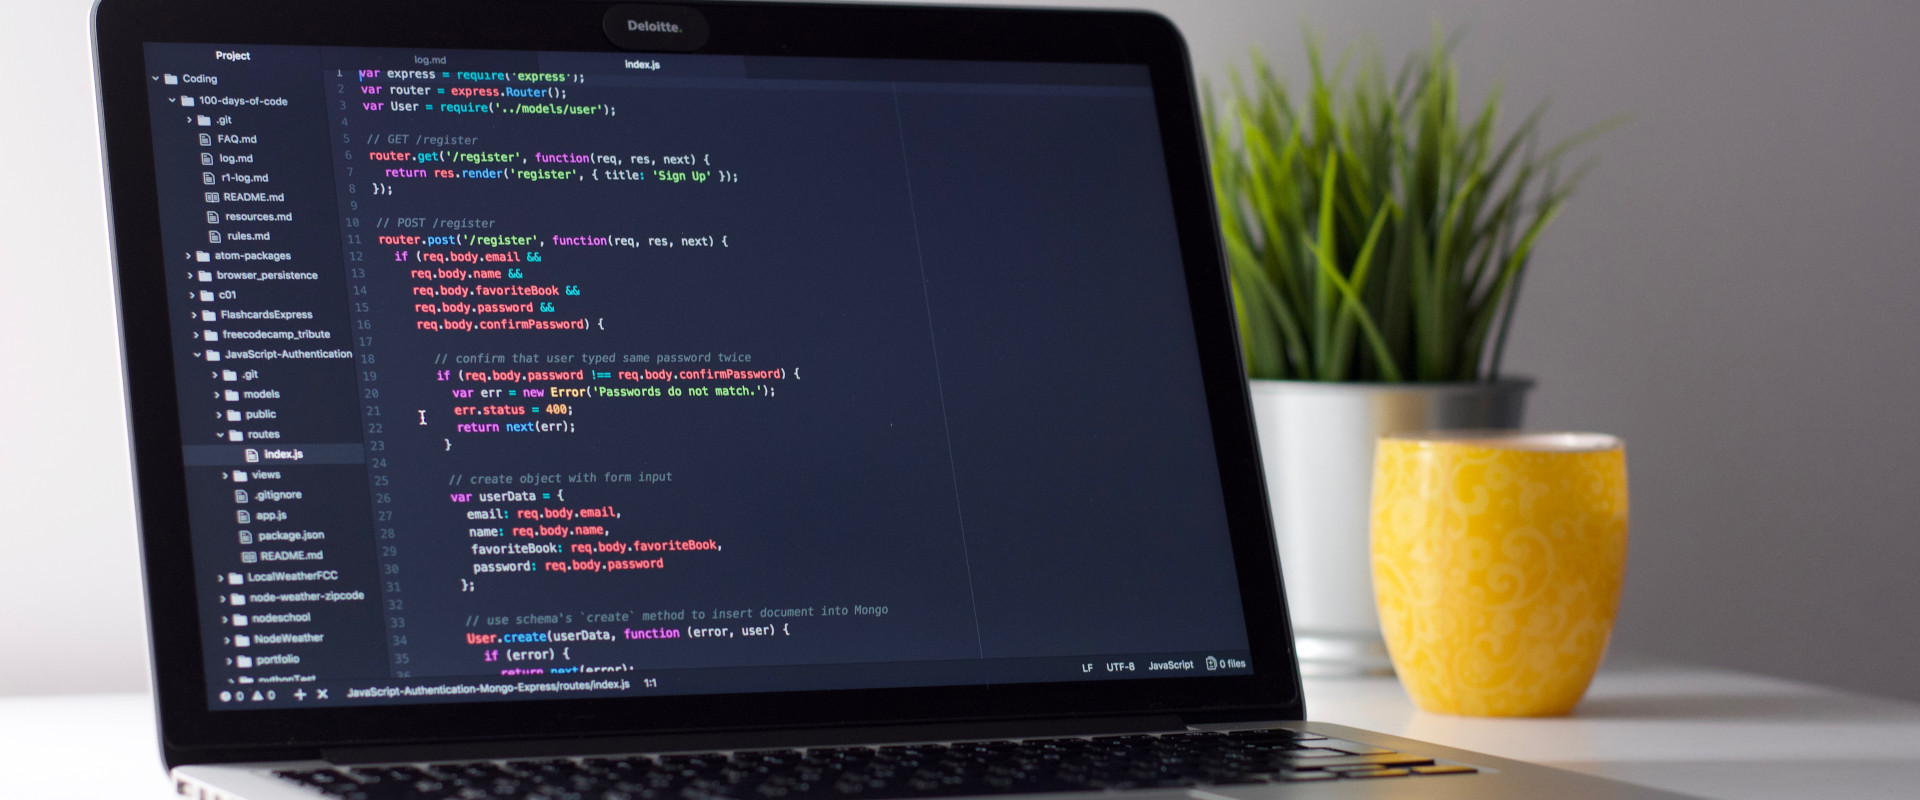 Deloitte.
Project
Coding
100-days-of-code
.git
FAQ.md
log.md
r1-log.md
README.md
resources.md
rules.md
atom-packages
browser_persistence
c01
FlashcardsExpress
freecodecamp_tribute
JavaScript-Authentication
.git
models
public
routes
index.js
views
.gitignore
app.js
package.json
README.md
LocalWeatherFCC
node-weather-zipcode
nodeschool
NodeWeather
portfolio
pythonTest
log.md
index.js
1 var express = require('express');
2 var router = express.Router();
3 var User = require('../models/user');
4
5 // GET /register
6 router.get('/register', function(req, res, next) {
7 return res.render('register', { title: 'Sign Up' });
8 });
9
10 // POST /register
11 router.post('/register', function(req, res, next) {
12 if (req.body.email &&
13 req.body.name &&
14 req.body.favoriteBook &&
15 req.body.password &&
16 req.body.confirmPassword) {
17
18 // confirm that user typed same password twice
19 if (req.body.password !== req.body.confirmPassword) {
20 var err = new Error('Passwords do not match.');
21 err.status = 400;
22 return next(err);
23 }
24
25 // create object with form input
26 var userData = {
27 email: req.body.email,
28 name: req.body.name,
29 favoriteBook: req.body.favoriteBook,
30 password: req.body.password
31 };
32
33 // use schema's `create` method to insert document into Mongo
34 User.create(userData, function (error, user) {
35 if (error) {
36 return next(error);
0 0 JavaScript-Authentication-Mongo-Express/routes/index.js 1:1 LF UTF-8 JavaScript 0 files